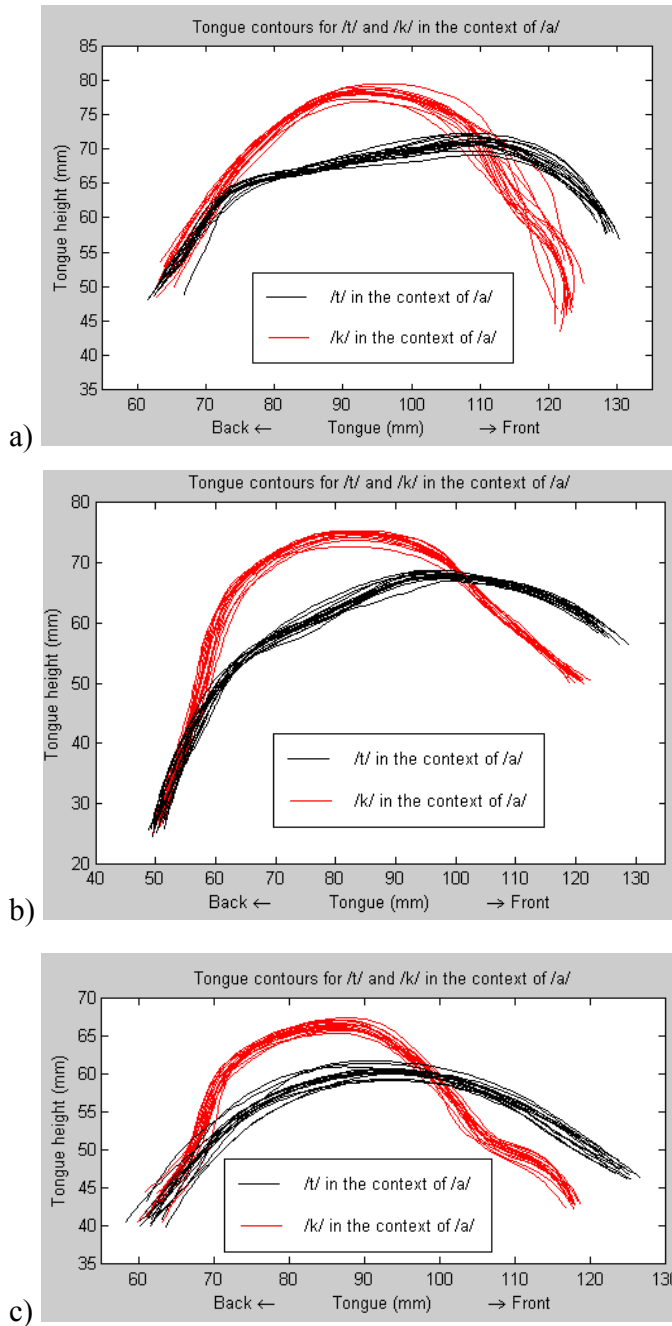 Tongue contours for /t/ and /k/ in the context of /a/
85
80
75
70
65
60
55
50
45
40
35
Tongue height (mm)
/t/ in the context of /a/
/k/ in the context of /a/
60 70 80 90 100 110 120 130
Back ← Tongue (mm) → Front
a)
Tongue contours for /t/ and /k/ in the context of /a/
80
70
60
50
40
30
20
Tongue height (mm)
/t/ in the context of /a/
/k/ in the context of /a/
40 50 60 70 80 90 100 110 120 130
Back ← Tongue (mm) → Front
b)
Tongue contours for /t/ and /k/ in the context of /a/
70
65
60
55
50
45
40
35
Tongue height (mm)
/t/ in the context of /a/
/k/ in the context of /a/
60 70 80 90 100 110 120 130
Back ← Tongue (mm) → Front
c)